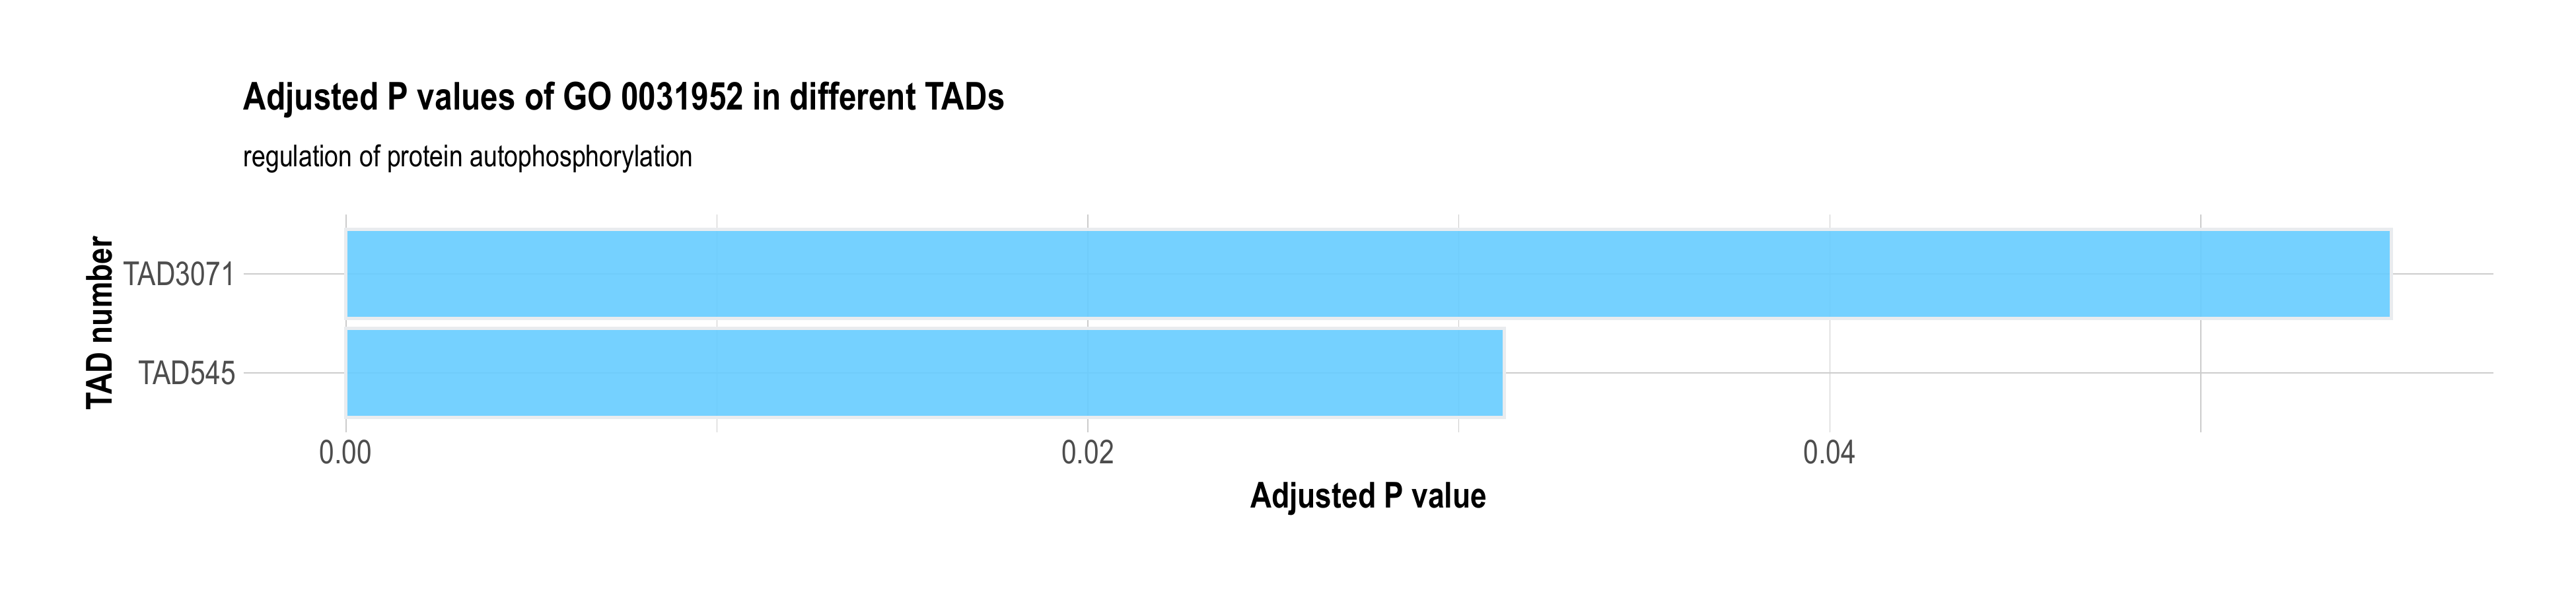 Adjusted P values of GO 0031952 in different TADs
regulation of protein autophosphorylation
TAD number
TAD3071
TAD545
0.00 0.02 0.04
Adjusted P value